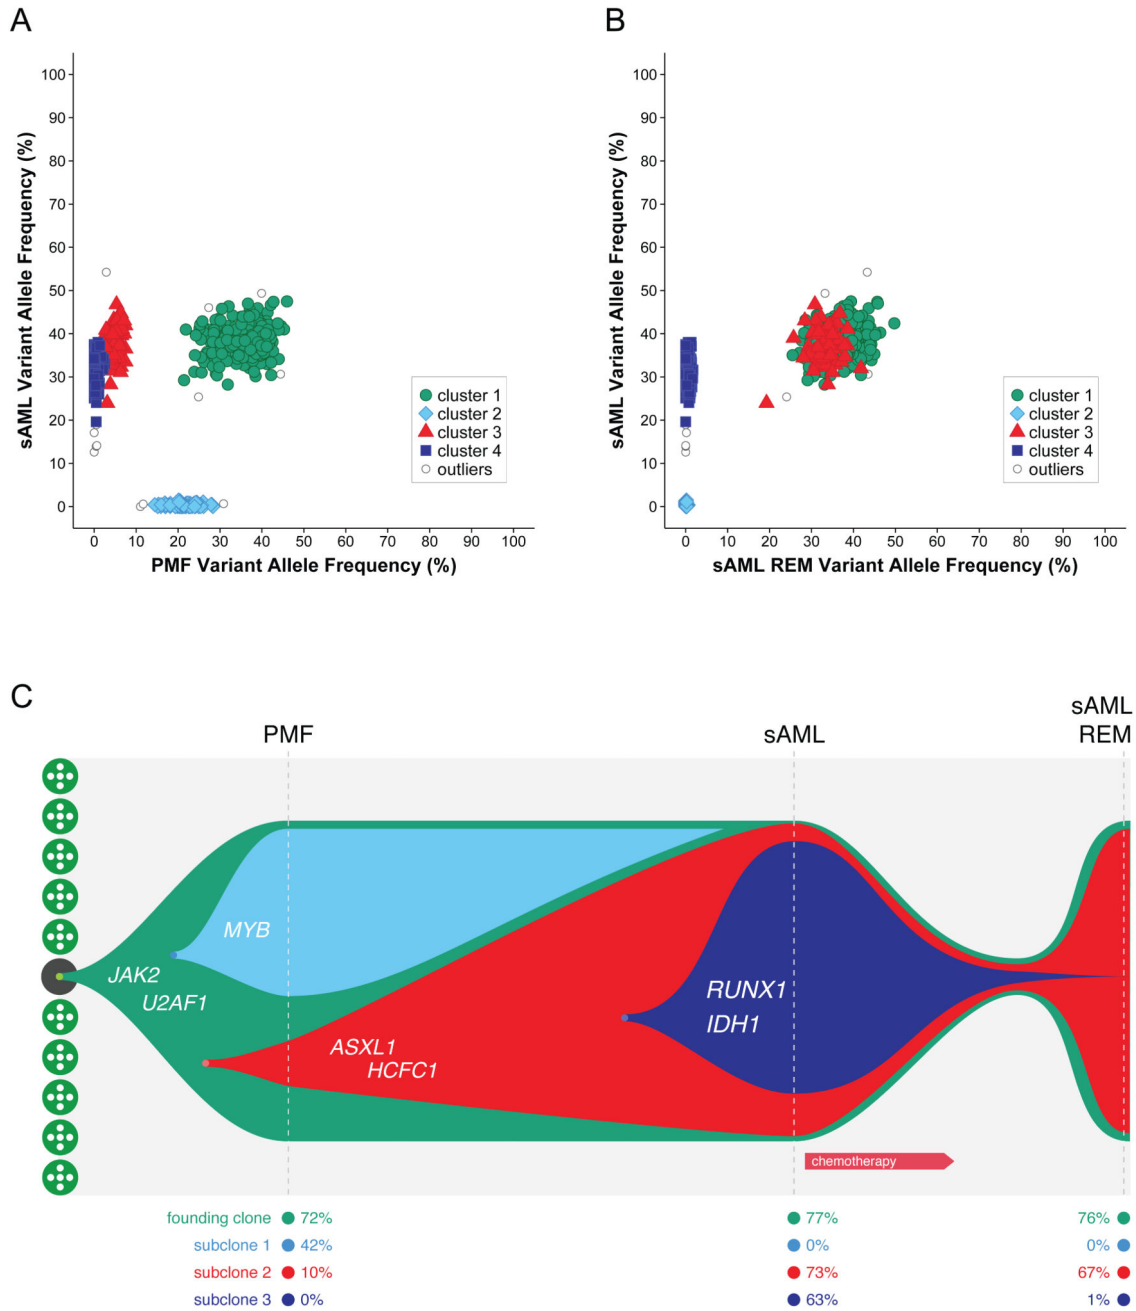 A
B
sAML Variant Allele Frequency (%)
100
90
80
70
60
50
40
30
20
10
0
cluster 1
cluster 2
cluster 3
cluster 4
outliers
0 10 20 30 40 50 60 70 80 90 100
PMF Variant Allele Frequency (%)
sAML Variant Allele Frequency (%)
100
90
80
70
60
50
40
30
20
10
0
cluster 1
cluster 2
cluster 3
cluster 4
outliers
0 10 20 30 40 50 60 70 80 90 100
sAML REM Variant Allele Frequency (%)
C
PMF
sAML
sAML
REM
MYB
JAK2
U2AF1
ASXL1
HCFC1
RUNX1
IDH1
chemotherapy
founding clone 72% 77% 76%
subclone 1 42% 0% 0%
subclone 2 10% 73% 67%
subclone 3 0% 63% 1%